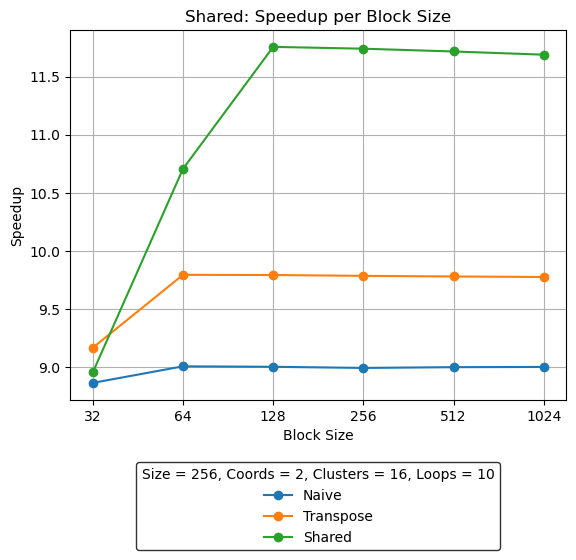 Shared: Speedup per Block Size
Speedup
11.5
11.0
10.5
10.0
9.5
9.0
32 64 128 256 512 1024
Block Size
Size = 256, Coords = 2, Clusters = 16, Loops = 10
Naive
Transpose
Shared